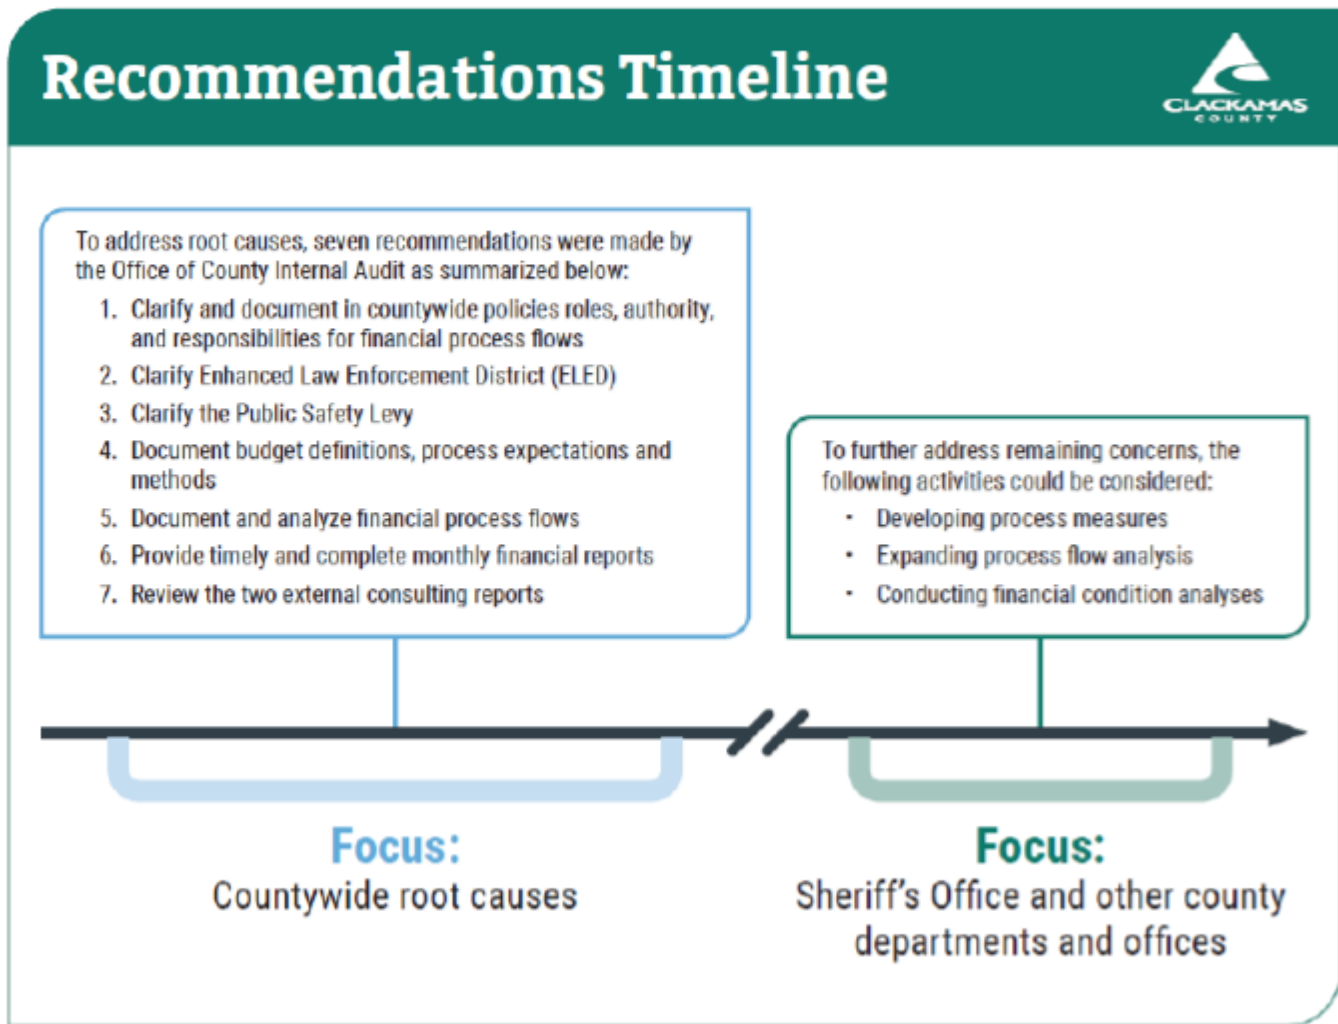 Recommendations Timeline
CLACKAMAS
COUNTY
To address root causes, seven recommendations were made by
the Office of County Internal Audit as summarized below:
1. Clarify and document in countywide policies roles, authority,
and responsibilities for financial process flows
2. Clarify Enhanced Law Enforcement District (ELED)
3. Clarify the Public Safety Levy
4. Document budget definitions, process expectations and
methods
5. Document and analyze financial process flows
6. Provide timely and complete monthly financial reports
7. Review the two external consulting reports
To further address remaining concerns, the
following activities could be considered:
· Developing process measures
· Expanding process flow analysis
· Conducting financial condition analyses
Focus:
Countywide root causes
Focus:
Sheriff's Office and other county
departments and offices